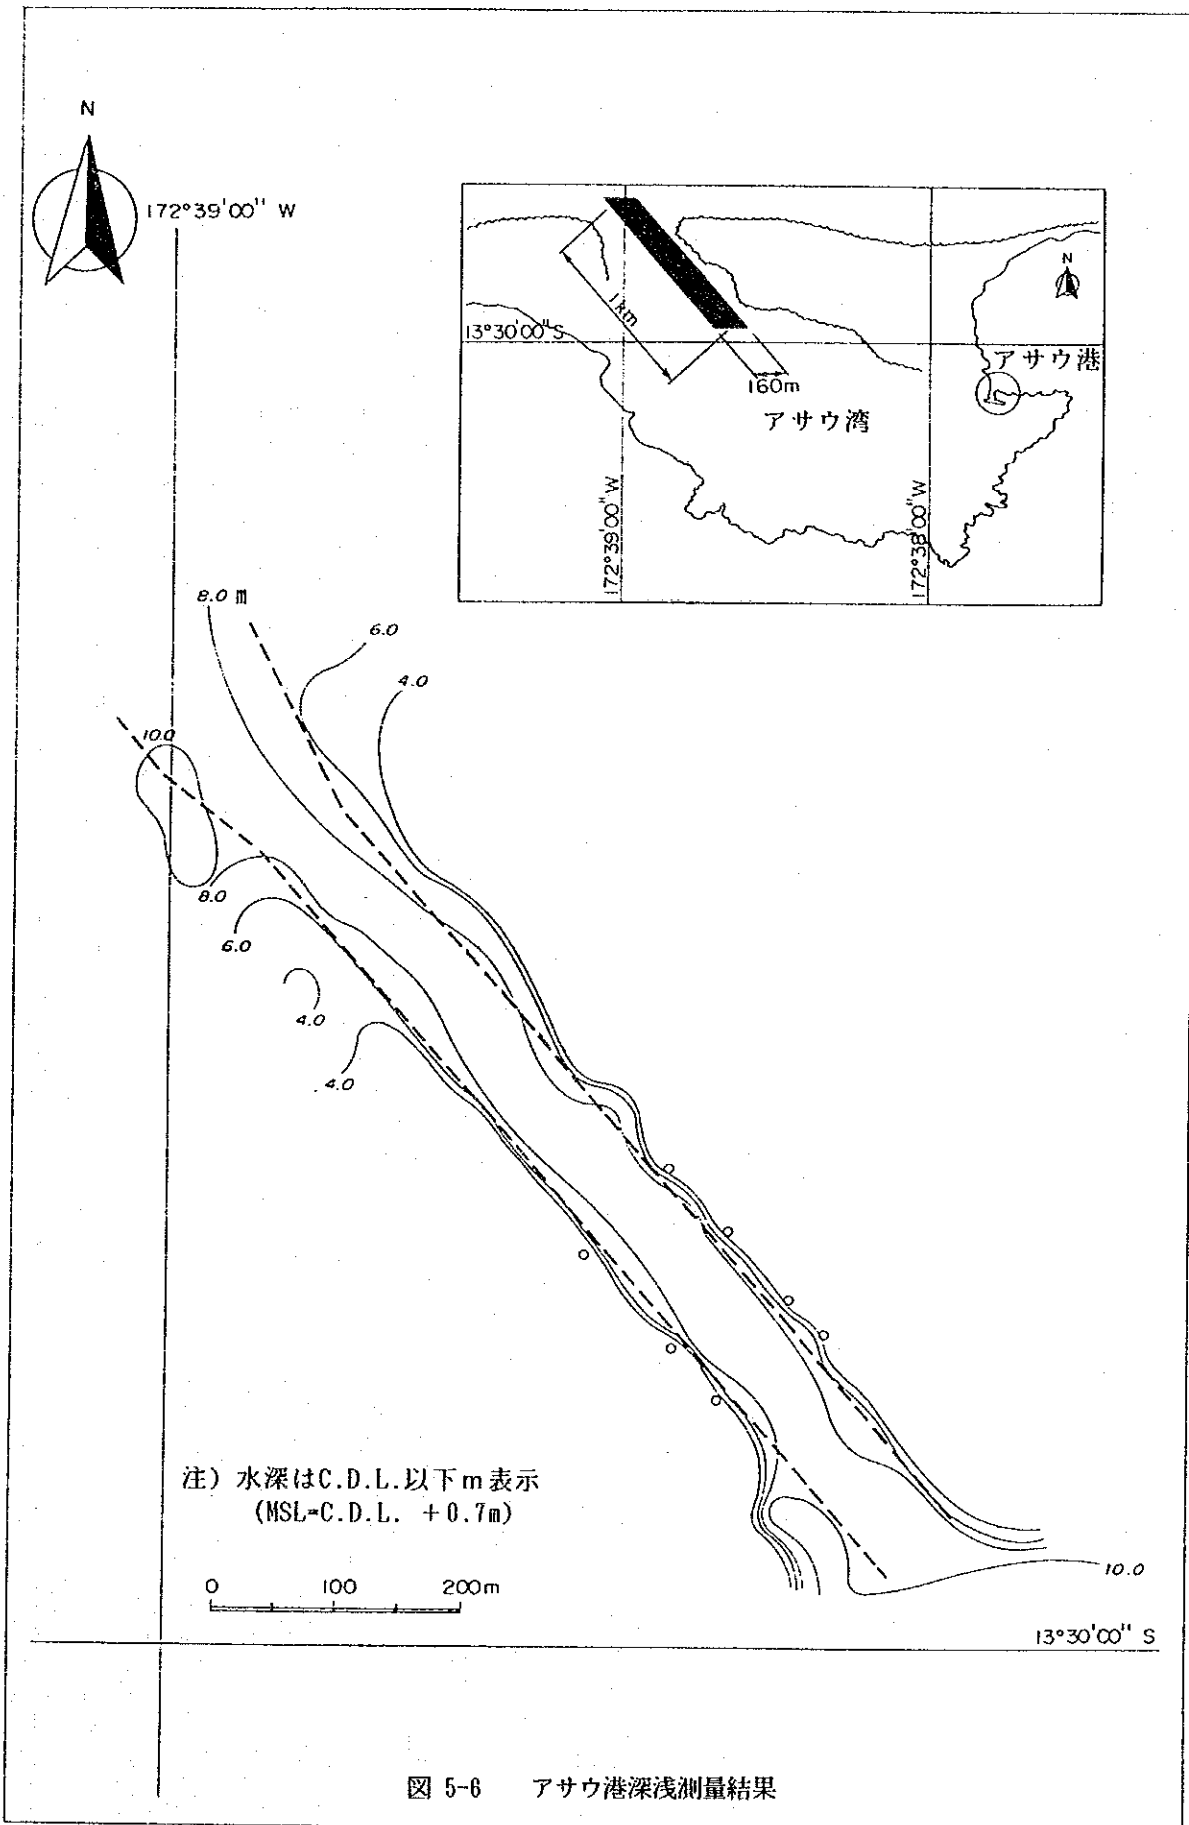 N
172°39'00" W
N
1km
13°30'00" S
160m
アサウ港
アサウ湾
172°39'00" W
172°38'00" W
8.0 m
6.0
4.0
10.0
8.0
6.0
4.0
4.0
注) 水深はC.D.L.以下m表示
(MSL=C.D.L. +0.7m)
0 100 200m
10.0
13°30'00" S
図 5-6 アサウ港深浅測量結果